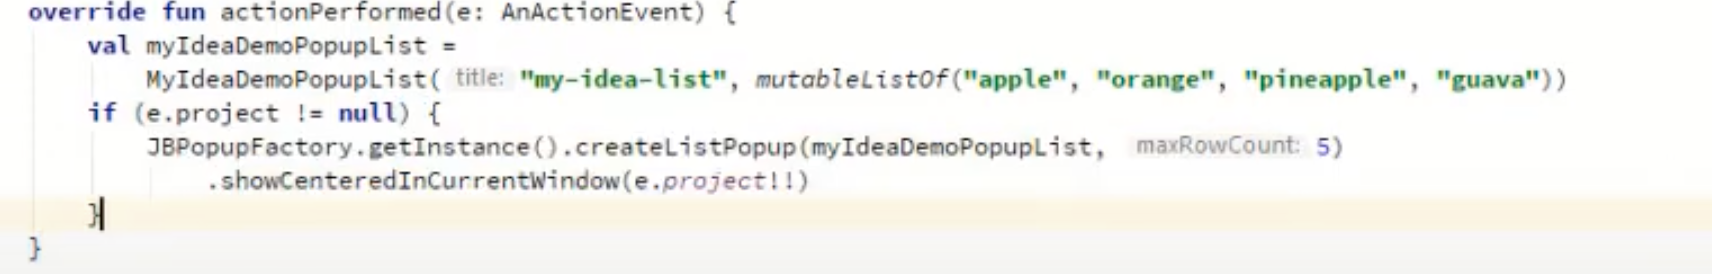 override fun actionPerformed(e: AnActionEvent) {
    val myIdeaDemoPopupList =
        MyIdeaDemoPopupList( title: "my-idea-list", mutableListOf("apple", "orange", "pineapple", "guava"))
    if (e.project != null) {
        JBPopupFactory.getInstance().createListPopup(myIdeaDemoPopupList, maxRowCount: 5)
            .showCenteredInCurrentWindow(e.project!!)
    }
}